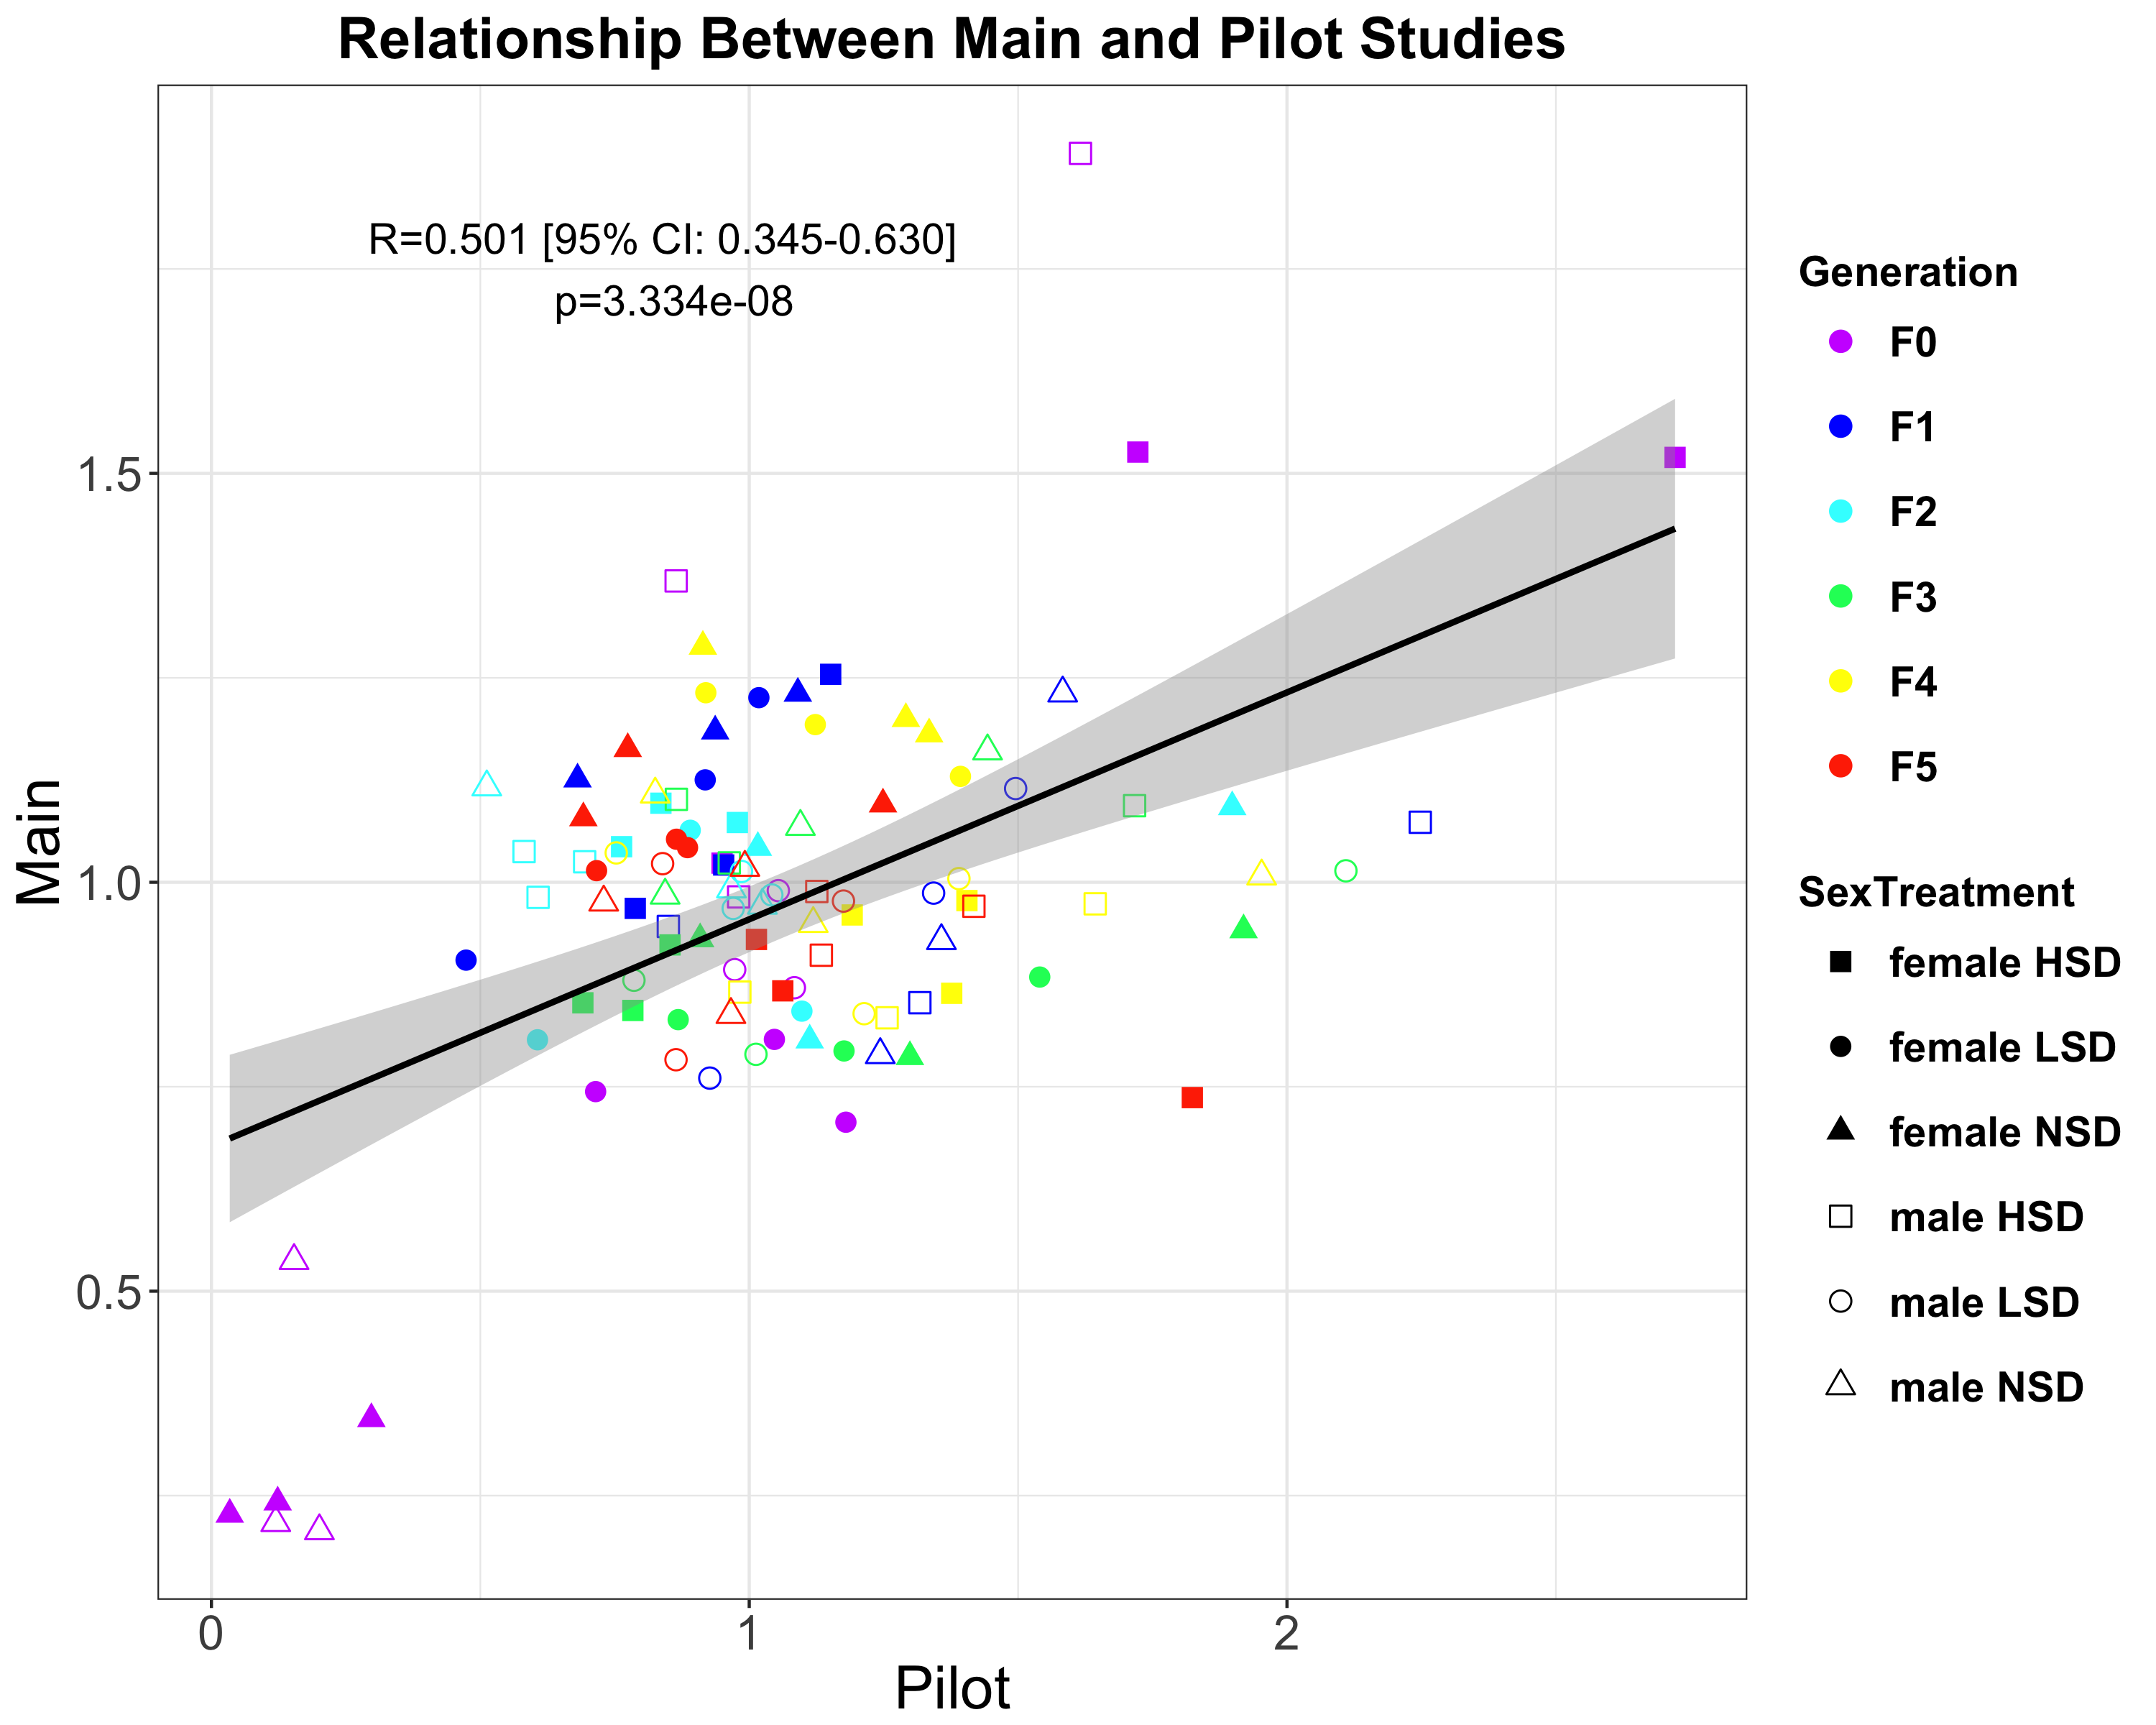 Relationship Between Main and Pilot Studies
R=0.501 [95% CI: 0.345-0.630]
p=3.334e-08
Main
1.5
1.0
0.5
0
1
2
Pilot
Generation
F0
F1
F2
F3
F4
F5
SexTreatment
female HSD
female LSD
female NSD
male HSD
male LSD
male NSD